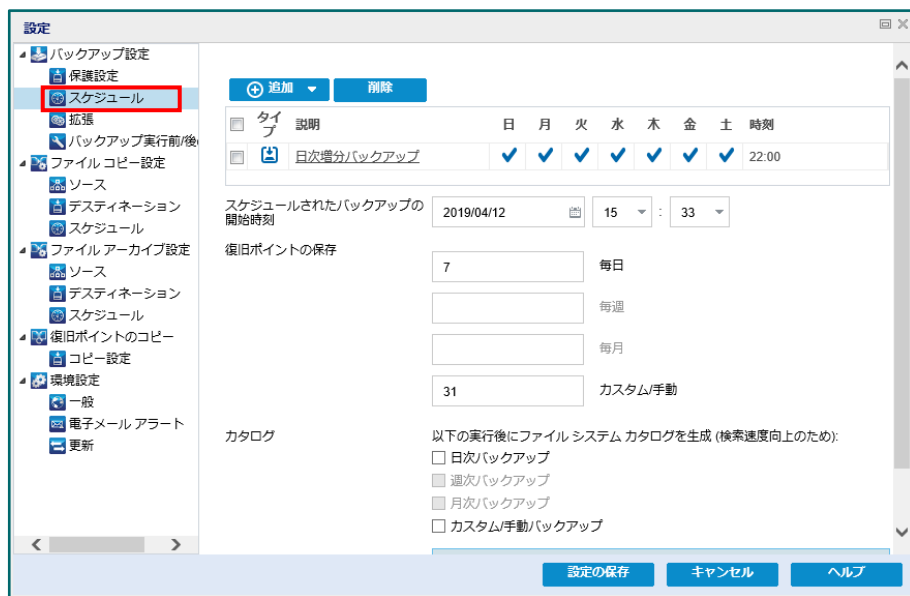 設定
バックアップ設定
保護設定
スケジュール
拡張
バックアップ実行前/後
ファイル コピー設定
ソース
デスティネーション
スケジュール
ファイル アーカイブ設定
ソース
デスティネーション
スケジュール
復旧ポイントのコピー
コピー設定
環境設定
一般
電子メール アラート
更新
追加 削除
タイプ 説明 日 月 火 水 木 金 土 時刻
日次増分バックアップ 22:00
スケジュールされたバックアップの
開始時刻
2019/04/12 15 : 33
復旧ポイントの保存
7 毎日
毎週
毎月
31 カスタム/手動
カタログ
以下の実行後にファイル システム カタログを生成 (検索速度向上のため):
日次バックアップ
週次バックアップ
月次バックアップ
カスタム/手動バックアップ
設定の保存 キャンセル ヘルプ